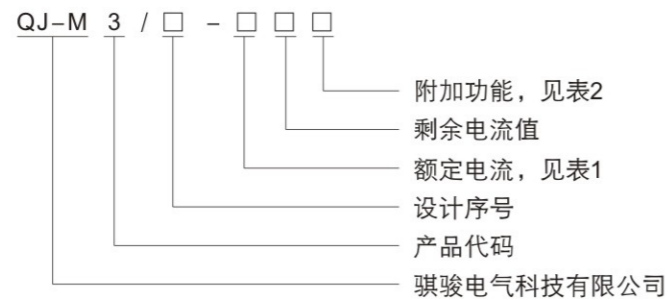 QJ-M 3 / □ - □ □ □
附加功能，见表2
剩余电流值
额定电流，见表1
设计序号
产品代码
骐骏电气科技有限公司